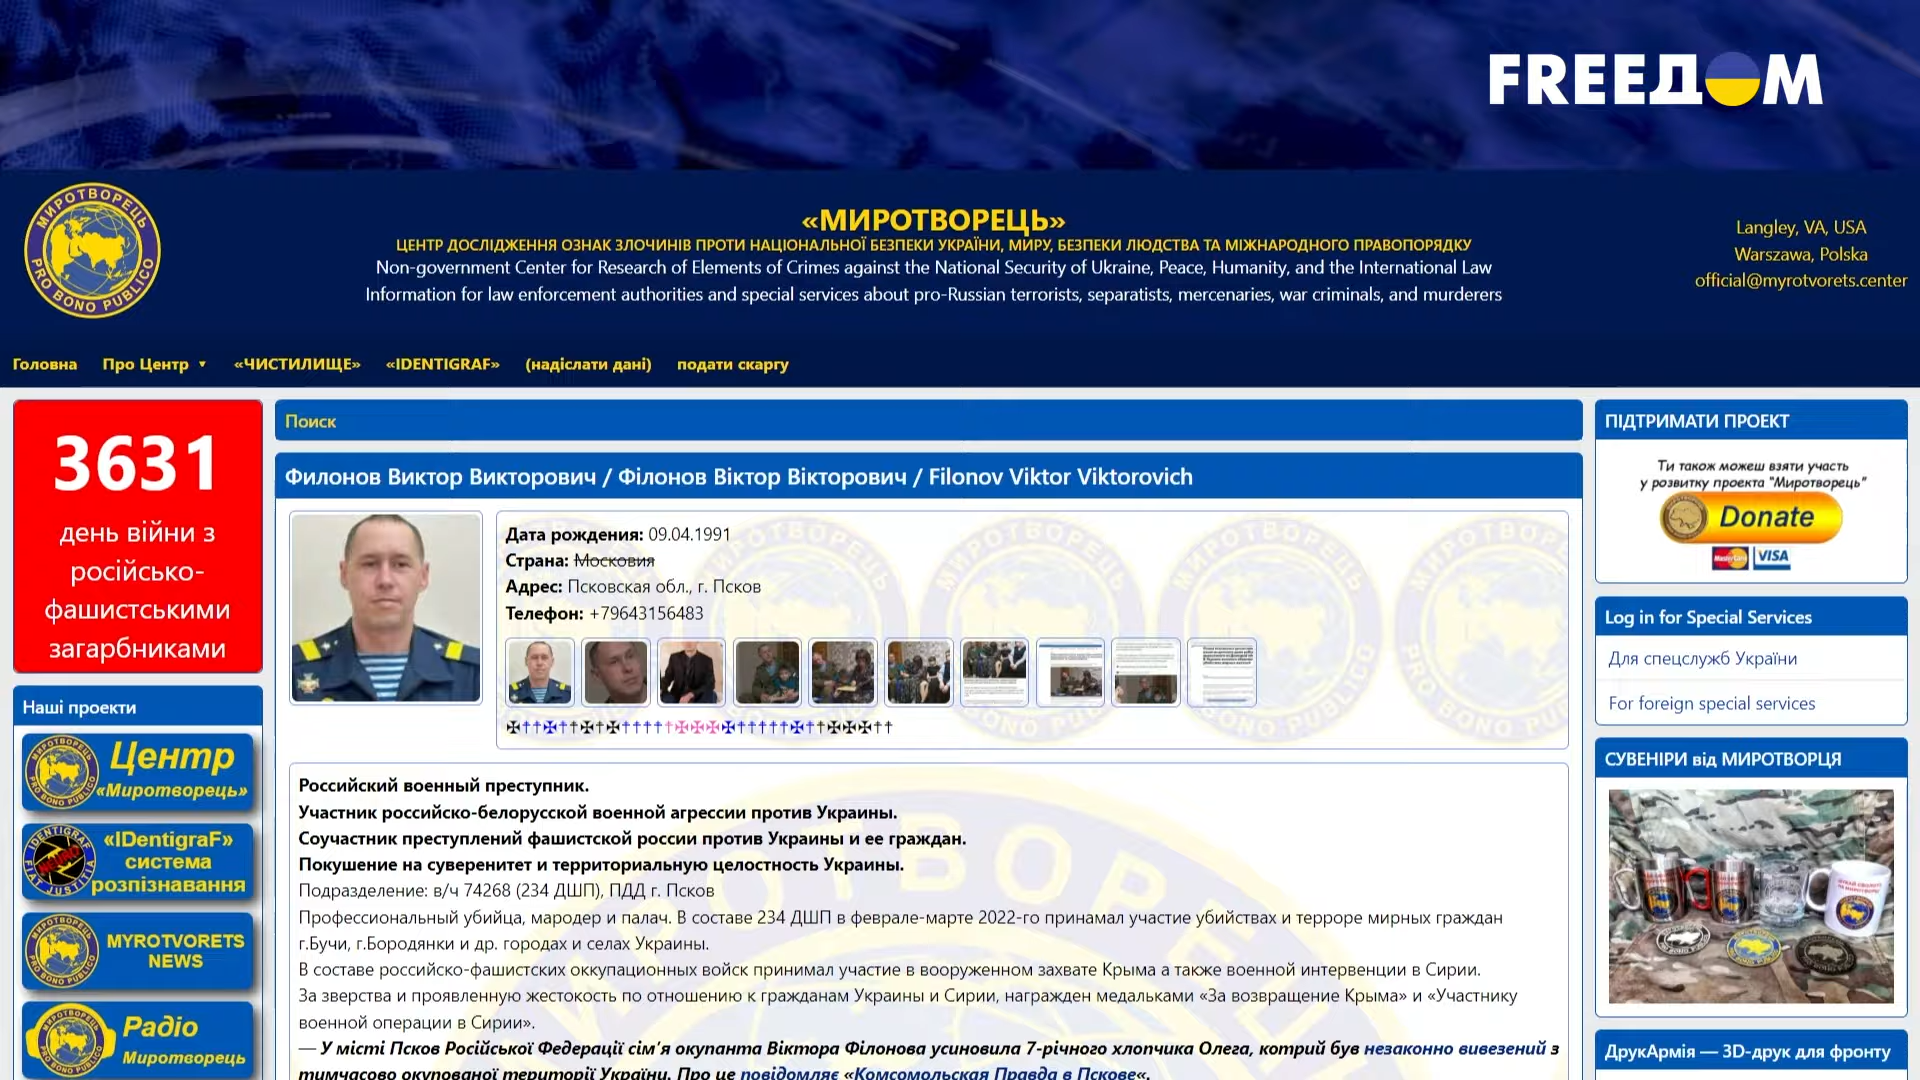 FREEДOM
«МИРОТВОРЕЦЬ»
ЦЕНТР ДОСЛІДЖЕННЯ ОЗНАК ЗЛОЧИНІВ ПРОТИ НАЦІОНАЛЬНОЇ БЕЗПЕКИ УКРАЇНИ, МИРУ, БЕЗПЕКИ ЛЮДСТВА ТА МІЖНАРОДНОГО ПРАВОПОРЯДКУ
Non-government Center for Research of Elements of Crimes against the National Security of Ukraine, Peace, Humanity, and the International Law
Information for law enforcement authorities and special services about pro-Russian terrorists, separatists, mercenaries, war criminals, and murderers
Langley, VA, USA
Warszawa, Polska
official@myrotvorets.center
МИРОТВОРЕЦЬ
PRO BONO PUBLICO
Головна Про Центр «ЧИСТИЛИЩЕ» «IDENTIGRAF» (надіслати дані) подати скаргу
3631
день війни з
російсько-
фашистськими
загарбниками
Наші проекти
Центр
«Миротворець»
«IDentigraF»
система
розпізнавання
MYROTVORETS
NEWS
Радіо
Миротворець
Поиск
Филонов Виктор Викторович / Філонов Віктор Вікторович / Filonov Viktor Viktorovich
Дата рождения: 09.04.1991
Страна: Московия
Адрес: Псковская обл., г. Псков
Телефон: +79643156483
Российский военный преступник.
Участник российско-белорусской военной агрессии против Украины.
Соучастник преступлений фашистской россии против Украины и ее граждан.
Покушение на суверенитет и территориальную целостность Украины.
Подразделение: в/ч 74268 (234 ДШП), ПДД г. Псков
Профессиональный убийца, мародер и палач. В составе 234 ДШП в феврале-марте 2022-го принамал участие убийствах и терроре мирных граждан
г.Бучи, г.Бородянки и др. городах и селах Украины.
В составе российско-фашистских оккупационных войск принимал участие в вооруженном захвате Крыма а также военной интервенции в Сирии.
За зверства и проявленную жестокость по отношению к гражданам Украины и Сирии, награжден медальками «За возвращение Крыма» и «Участнику
военной операции в Сирии».
— У місті Псков Російської Федерації сім'я окупанта Віктора Філонова усиновила 7-річного хлопчика Олега, котрий був незаконно вивезений з
тимчасово окупованої території України. Про це повідомляє «Комсомольская Правда в Пскове«.
ПІДТРИМАТИ ПРОЕКТ
Ти також можеш взяти участь
у розвитку проекта "Миротворець"
Donate
MasterCard VISA
Log in for Special Services
Для спецслужб України
For foreign special services
СУВЕНІРИ від МИРОТВОРЦЯ
ДрукАрмія — 3D-друк для фронту